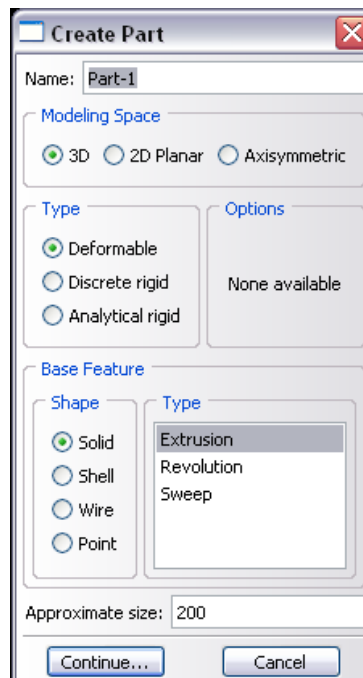 Create Part
Name: Part-1
Modeling Space
3D 2D Planar Axisymmetric
Type
Deformable
Discrete rigid
Analytical rigid
Options
None available
Base Feature
Shape
Solid
Shell
Wire
Point
Type
Extrusion
Revolution
Sweep
Approximate size: 200
Continue... Cancel